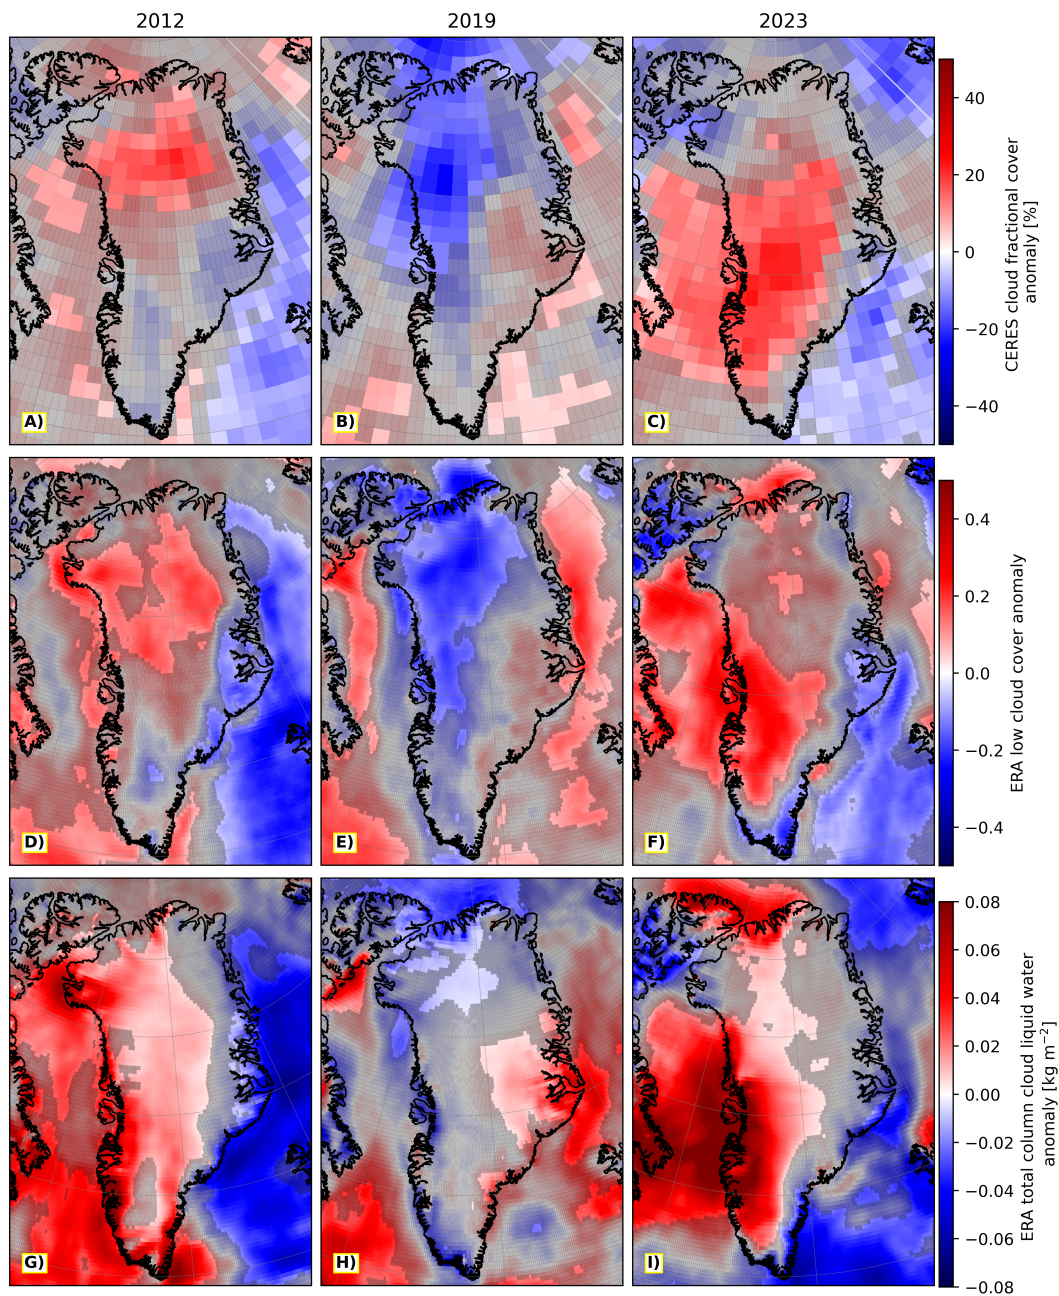 2012 2019 2023
A) B) C)
40
20
0
−20
−40
CERES cloud fractional cover
anomaly [%]
D) E) F)
0.4
0.2
0.0
−0.2
−0.4
ERA low cloud cover anomaly
G) H) I)
0.08
0.06
0.04
0.02
0.00
−0.02
−0.04
−0.06
−0.08
ERA total column cloud liquid water
anomaly [kg m⁻²]